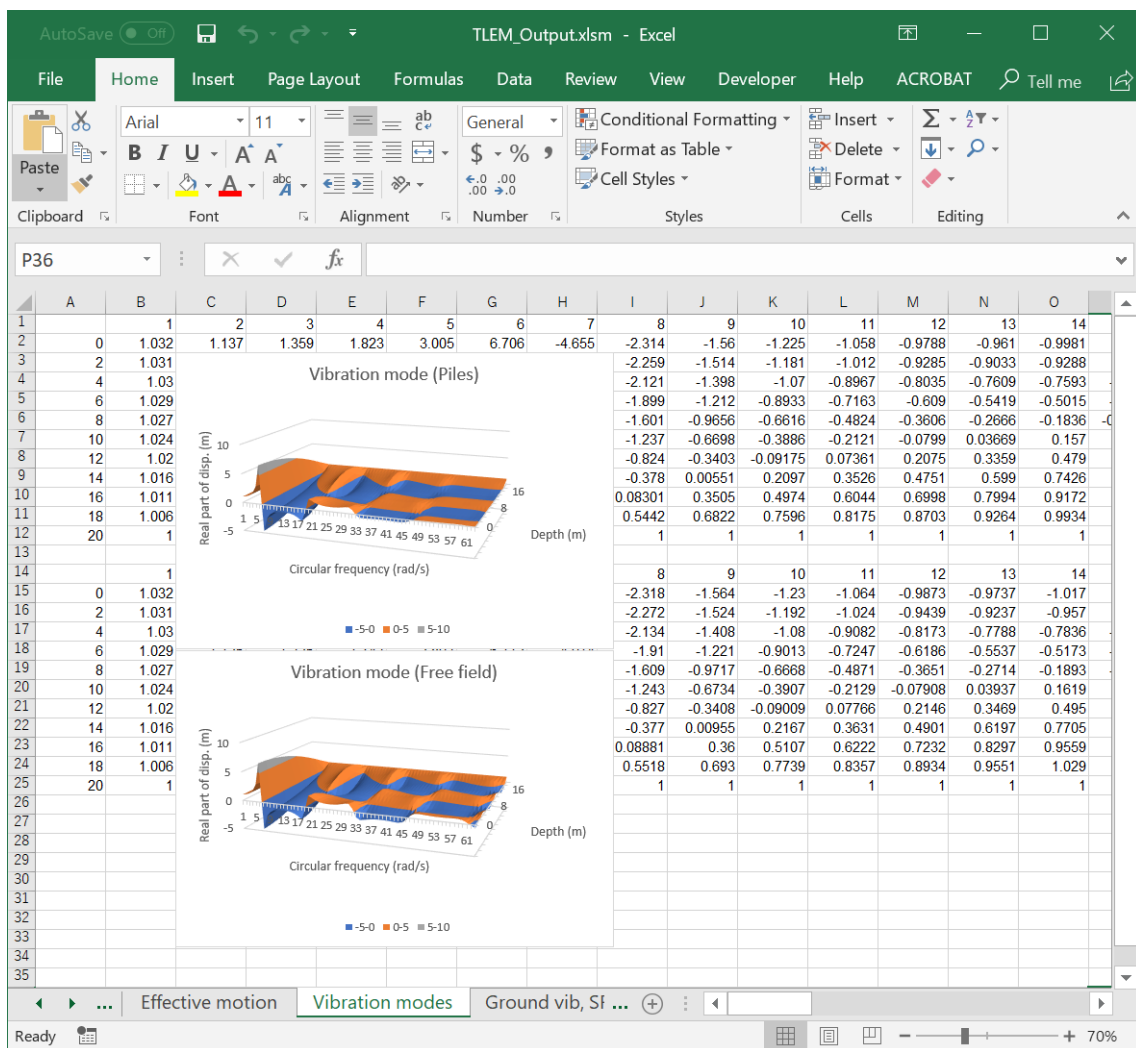 AutoSave Off TLEM_Output.xlsm - Excel
File Home Insert Page Layout Formulas Data Review View Developer Help ACROBAT Tell me
Paste
Arial 11
B I U
General
$ % 
Conditional Formatting
Format as Table
Cell Styles
Insert
Delete
Format
Clipboard Font Alignment Number Styles Cells Editing
P36 fx
A B C D E F G H I J K L M N O
1 1 2 3 4 5 6 7 8 9 10 11 12 13 14
2 0 1.032 1.137 1.359 1.823 3.005 6.706 -4.655 -2.314 -1.56 -1.225 -1.058 -0.9788 -0.961 -0.9981
3 2 1.031 -2.259 -1.514 -1.181 -1.012 -0.9285 -0.9033 -0.9288
4 4 1.03 -2.121 -1.398 -1.07 -0.8967 -0.8035 -0.7609 -0.7593
5 6 1.029 -1.899 -1.212 -0.8933 -0.7163 -0.609 -0.5419 -0.5015
6 8 1.027 -1.601 -0.9656 -0.6616 -0.4824 -0.3606 -0.2666 -0.1836
7 10 1.024 -1.237 -0.6698 -0.3886 -0.2121 -0.0799 0.03669 0.157
8 12 1.02 -0.824 -0.3403 -0.09175 0.07361 0.2075 0.3359 0.479
9 14 1.016 -0.378 0.00551 0.2097 0.3526 0.4751 0.599 0.7426
10 16 1.011 0.08301 0.3505 0.4974 0.6044 0.6998 0.7994 0.9172
11 18 1.006 0.5442 0.6822 0.7596 0.8175 0.8703 0.9264 0.9934
12 20 1 1 1 1 1 1 1 1
13
14 1 8 9 10 11 12 13 14
15 0 1.032 -2.318 -1.564 -1.23 -1.064 -0.9873 -0.9737 -1.017
16 2 1.031 -2.272 -1.524 -1.192 -1.024 -0.9439 -0.9237 -0.957
17 4 1.03 -2.134 -1.408 -1.08 -0.9082 -0.8173 -0.7788 -0.7836
18 6 1.029 -1.91 -1.221 -0.9013 -0.7247 -0.6186 -0.5537 -0.5173
19 8 1.027 -1.609 -0.9717 -0.6668 -0.4871 -0.3651 -0.2714 -0.1893
20 10 1.024 -1.243 -0.6734 -0.3907 -0.2129 -0.07908 0.03937 0.1619
21 12 1.02 -0.827 -0.3408 -0.09009 0.07766 0.2146 0.3469 0.495
22 14 1.016 -0.377 0.00955 0.2167 0.3631 0.4901 0.6197 0.7705
23 16 1.011 0.08881 0.36 0.5107 0.6222 0.7232 0.8297 0.9559
24 18 1.006 0.5518 0.693 0.7739 0.8357 0.8934 0.9551 1.029
25 20 1 1 1 1 1 1 1 1
26
27
28
29
30
31
32
33
34
35
Vibration mode (Piles)
Real part of disp. (m)
10
5
0
-5
1 5 13 17 21 25 29 33 37 41 45 49 53 57 61
16
8
0
Depth (m)
Circular frequency (rad/s)
-5-0 0-5 5-10
Vibration mode (Free field)
Real part of disp. (m)
10
5
0
-5
1 5 13 17 21 25 29 33 37 41 45 49 53 57 61
16
8
0
Depth (m)
Circular frequency (rad/s)
-5-0 0-5 5-10
... Effective motion Vibration modes Ground vib, SF ...
Ready 70%